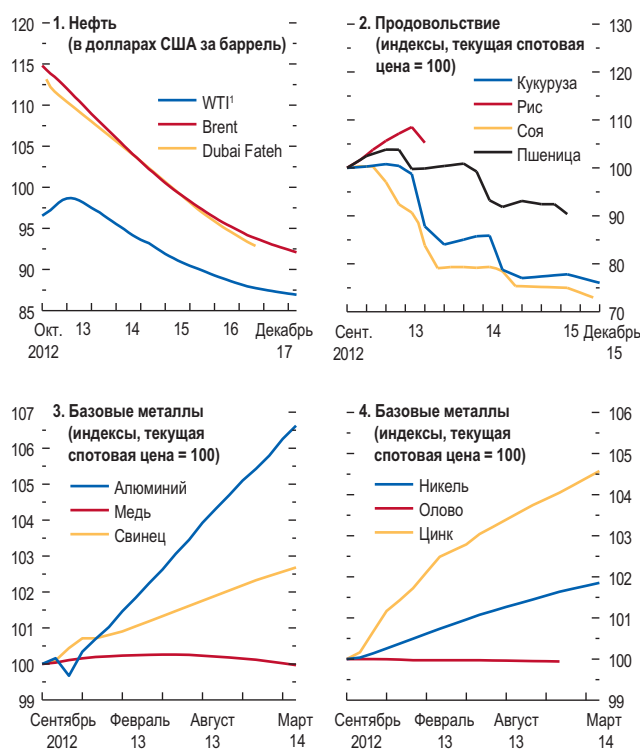 1. Нефть
(в долларах США за баррель)
WTI¹
Brent
Dubai Fateh
120
115
110
105
100
95
90
85
Окт. 13 14 15 16 Декабрь
2012 17
2. Продовольствие
(индексы, текущая спотовая
цена = 100)
Кукуруза
Рис
Соя
Пшеница
130
120
110
100
90
80
70
Сент. 13 14 15 Декабрь
2012 15
3. Базовые металлы
(индексы, текущая
спотовая цена = 100)
Алюминий
Медь
Свинец
107
106
105
104
103
102
101
100
99
Сентябрь Февраль Август Март
2012 13 13 14
4. Базовые металлы
(индексы, текущая
спотовая цена = 100)
Никель
Олово
Цинк
106
105
104
103
102
101
100
99
Сентябрь Февраль Август Март
2012 13 13 14